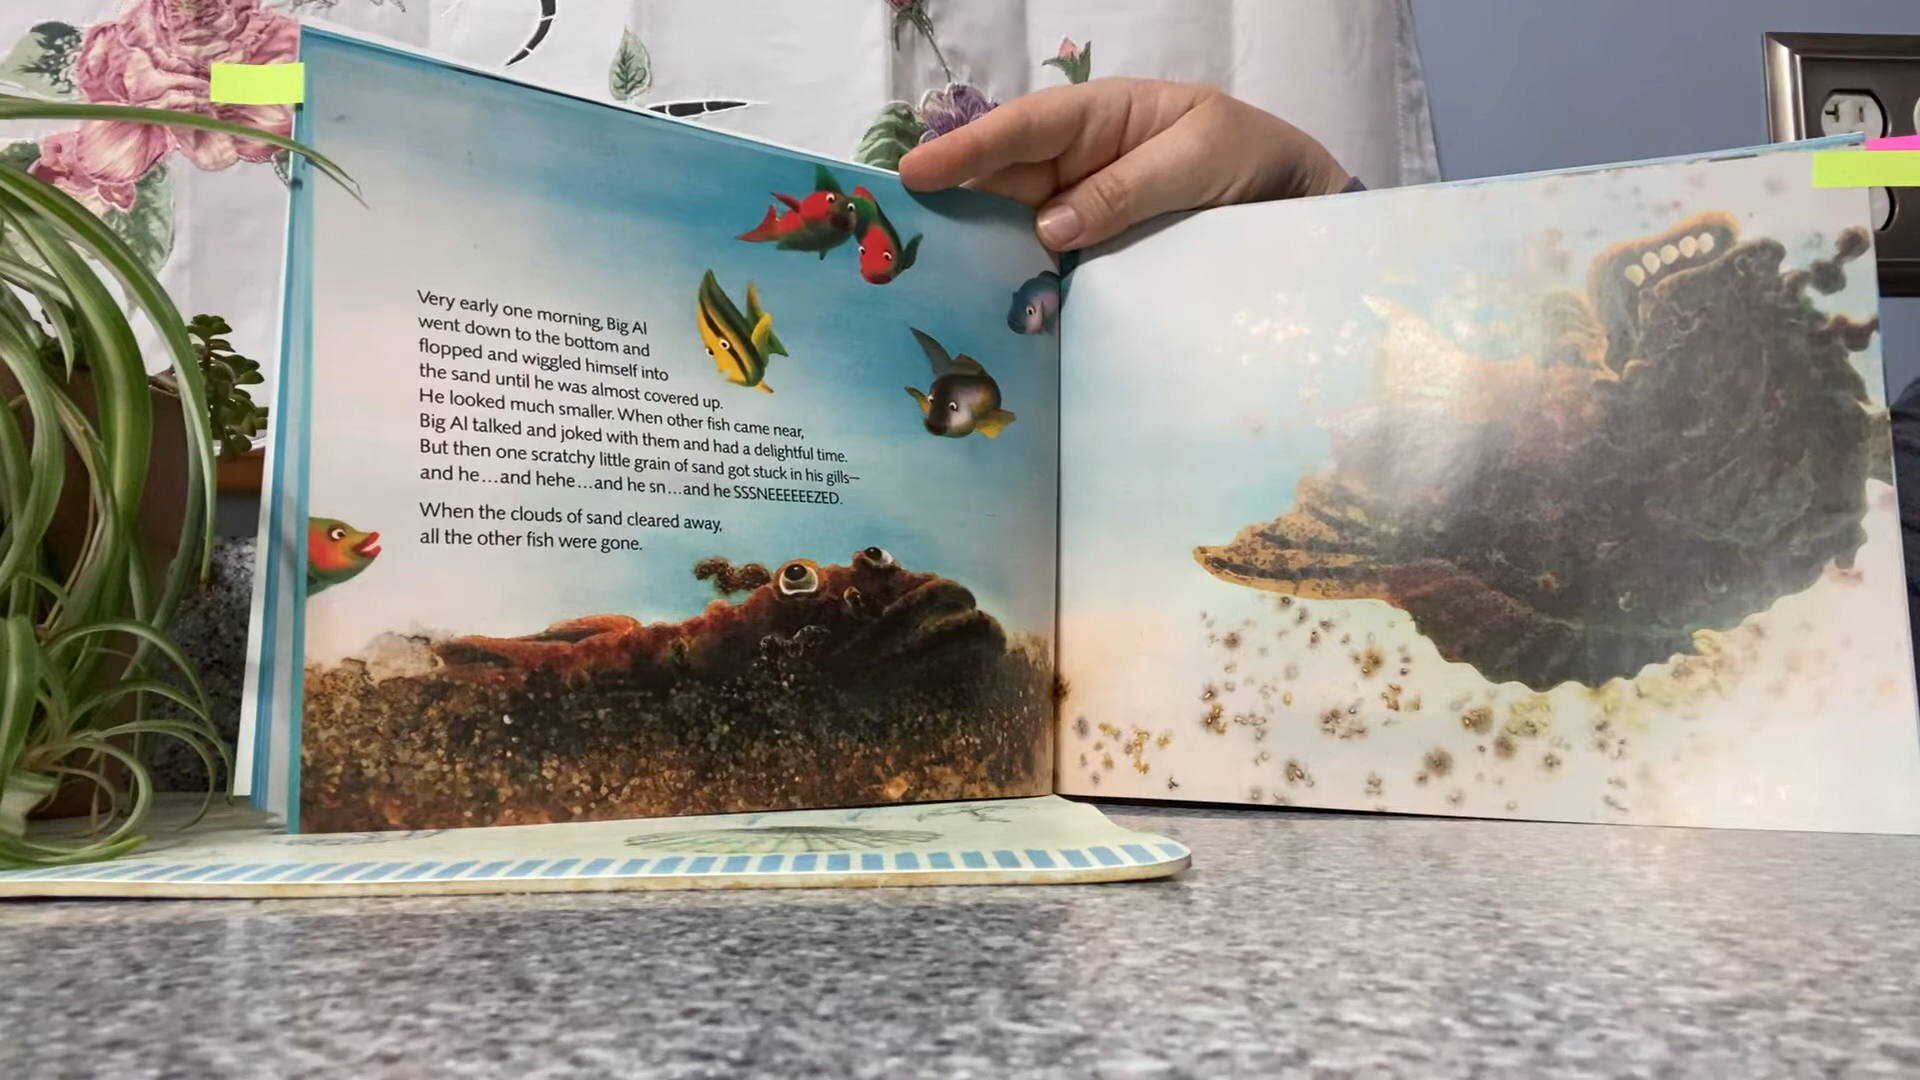 Very early one morning, Big Al
went down to the bottom and
flopped and wiggled himself into
the sand until he was almost covered up.
He looked much smaller. When other fish came near,
Big Al talked and joked with them and had a delightful time.
But then one scratchy little grain of sand got stuck in his gills—
and he...and hehe...and he sn...and he SSSNEEEEEEZED.
When the clouds of sand cleared away,
all the other fish were gone.